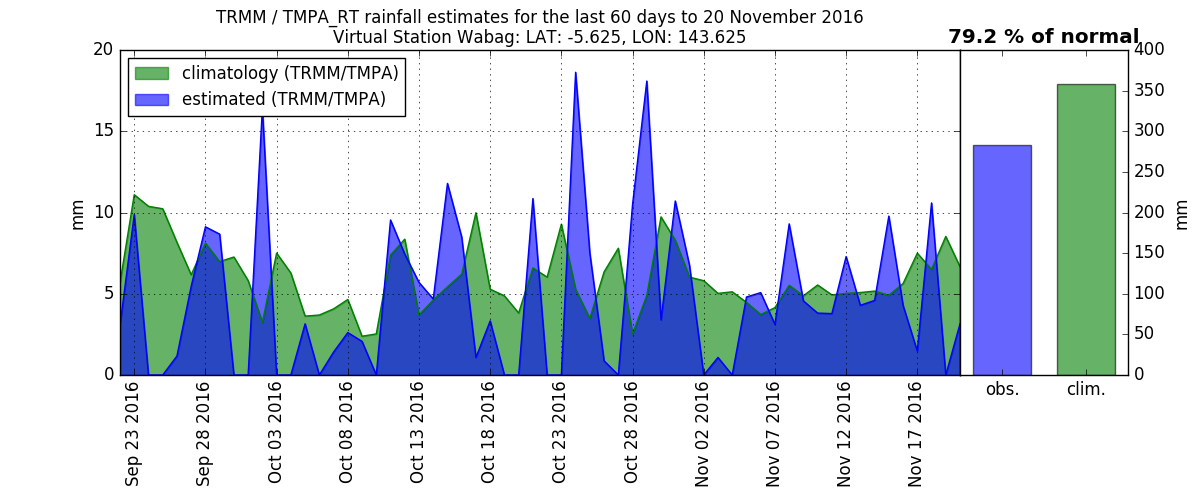 TRMM / TMPA_RT rainfall estimates for the last 60 days to 20 November 2016
Virtual Station Wabag: LAT: -5.625, LON: 143.625
79.2 % of normal
climatology (TRMM/TMPA)
estimated (TRMM/TMPA)
20
15
10
5
0
mm
Sep 23 2016
Sep 28 2016
Oct 03 2016
Oct 08 2016
Oct 13 2016
Oct 18 2016
Oct 23 2016
Oct 28 2016
Nov 02 2016
Nov 07 2016
Nov 12 2016
Nov 17 2016
obs.
clim.
400
350
300
250
200
150
100
50
0
mm